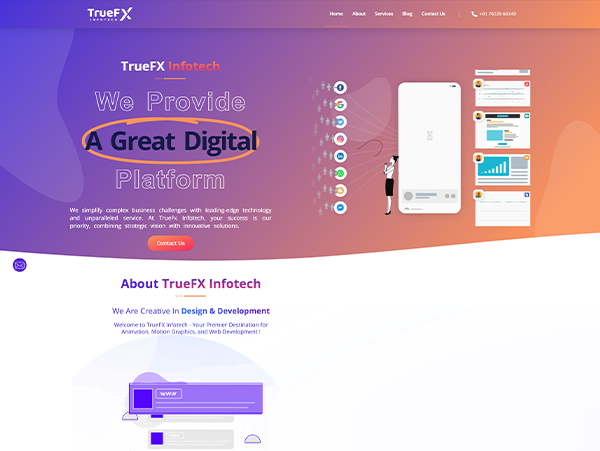 TrueFX
INFOTECH
Home About Services Blog Contact Us
TrueFX Infotech
We Provide
A Great Digital
Platform
We simplify complex business challenges with leading-edge technology
and unparalleled service. At TrueFx Infotech, your success is our
priority, combining strategic vision with innovative solutions.
Contact Us
About TrueFX Infotech
We Are Creative In Design & Development
Welcome to TrueFX Infotech - Your Premier Destination for
Animation, Motion Graphics, and Web Development !
WWW